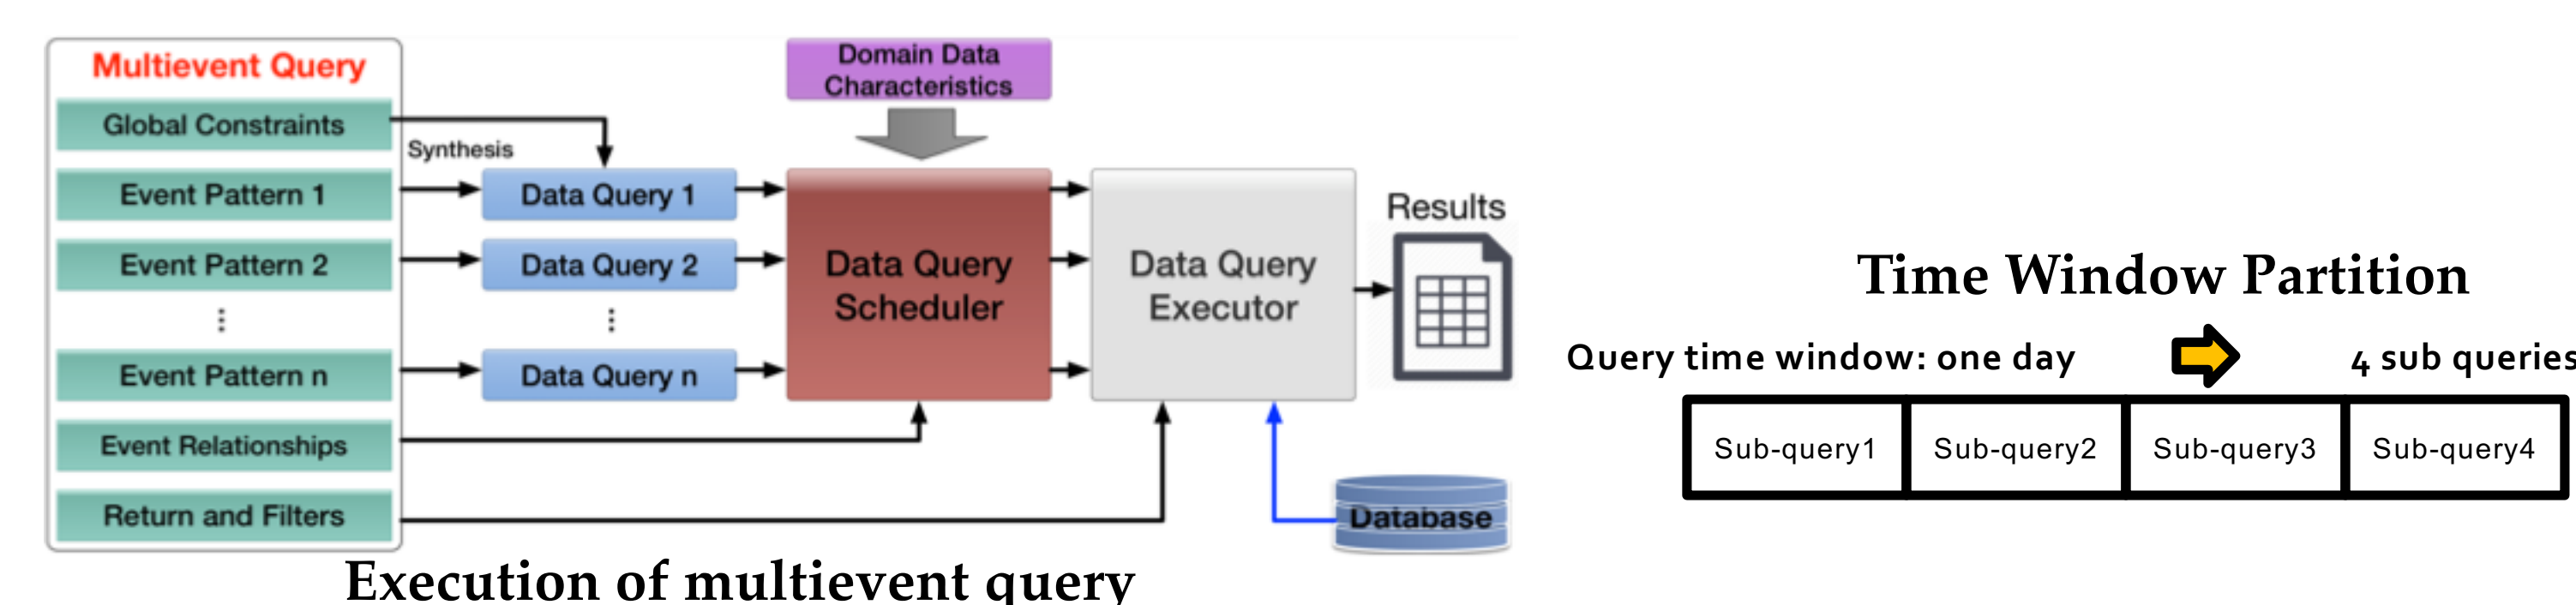 Multievent Query
Global Constraints
Event Pattern 1
Event Pattern 2
Event Pattern n
Event Relationships
Return and Filters
Synthesis
Data Query 1
Data Query 2
Data Query n
Domain Data
Characteristics
Data Query
Scheduler
Data Query
Executor
Results
Database
Execution of multievent query
Time Window Partition
Query time window: one day
4 sub queries
Sub-query1
Sub-query2
Sub-query3
Sub-query4